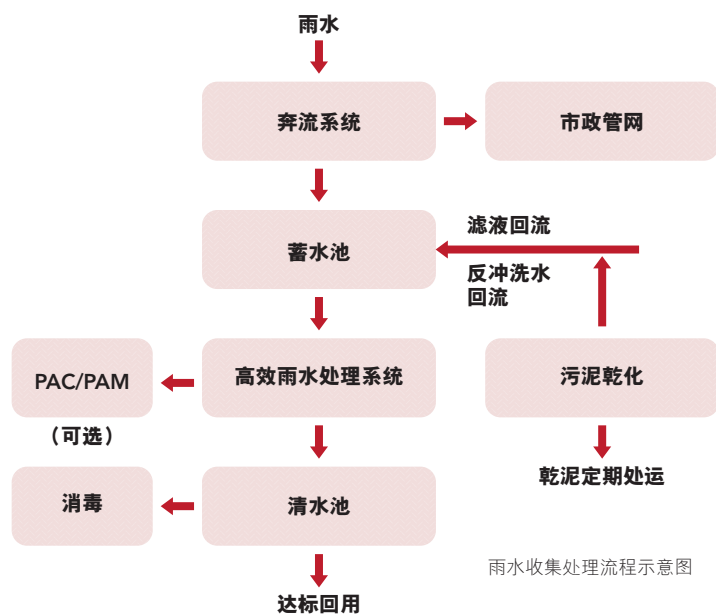 雨水
奔流系统
市政管网
蓄水池
滤液回流
反冲洗水
回流
PAC/PAM
(可选)
高效雨水处理系统
污泥乾化
乾泥定期处运
消毒
清水池
达标回用
雨水收集处理流程示意图